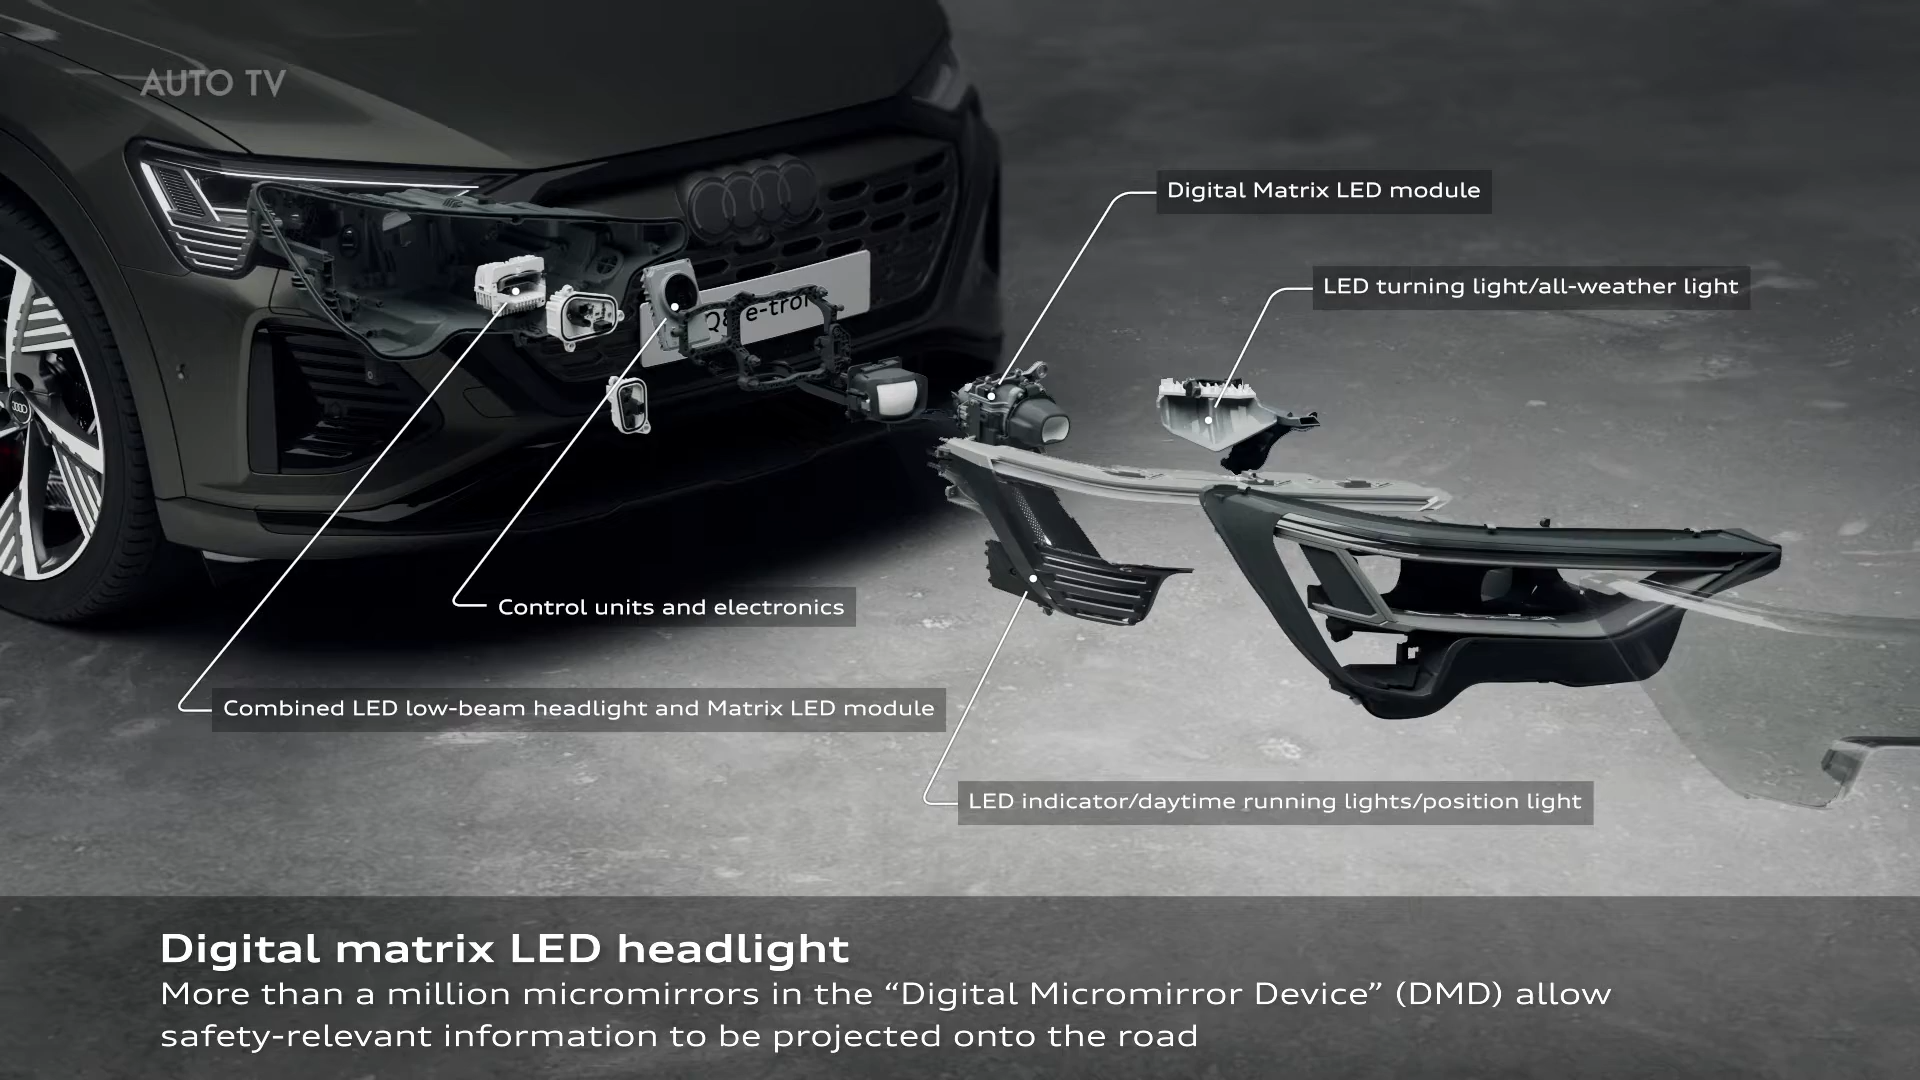 AUTO TV
Digital Matrix LED module
LED turning light/all-weather light
Q8 e-tron
Control units and electronics
Combined LED low-beam headlight and Matrix LED module
LED indicator/daytime running lights/position light
Digital matrix LED headlight
More than a million micromirrors in the “Digital Micromirror Device” (DMD) allow
safety-relevant information to be projected onto the road